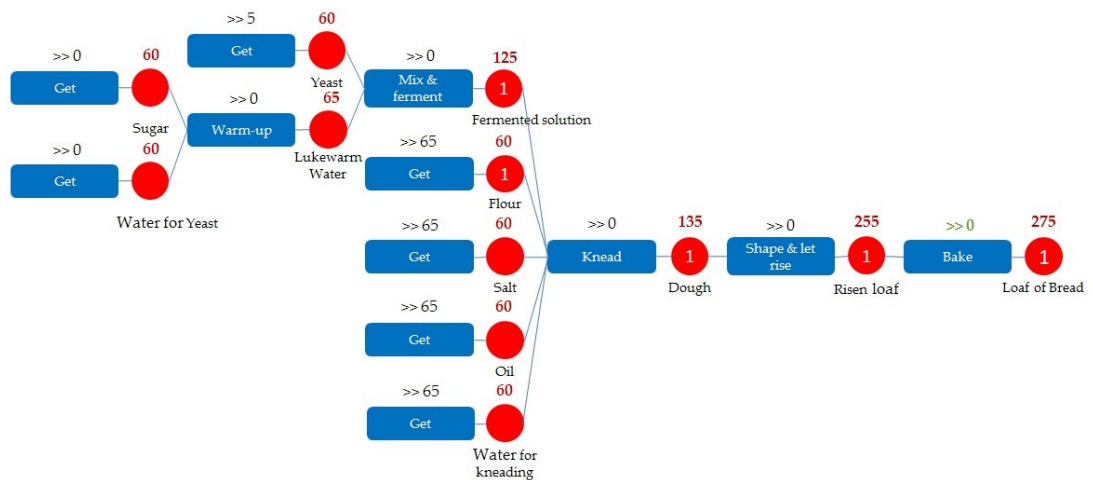 >> 5
60
Get
Yeast
>> 0
60
Get
Sugar
>> 0
65
Warm-up
Lukewarm
Water
>> 0
60
Get
Water for Yeast
>> 0
125
Mix &
ferment
1
Fermented solution
>> 65
60
Get
1
Flour
>> 65
60
Get
Salt
>> 65
60
Get
Oil
>> 65
60
Get
Water for
kneading
>> 0
135
Knead
1
Dough
>> 0
255
Shape & let
rise
1
Risen loaf
>> 0
275
Bake
1
Loaf of Bread